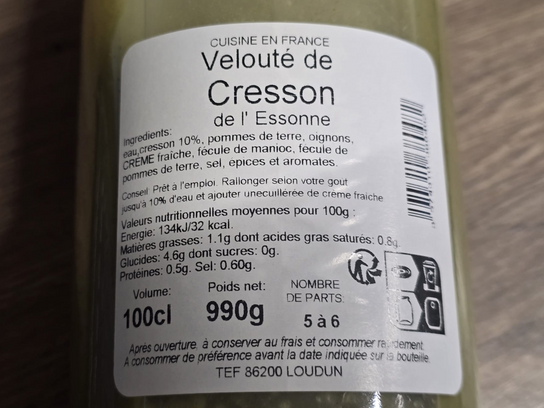 CUISINE EN FRANCE
Velouté de
Cresson
de l' Essonne
Ingredients:
eau,cresson 10%, pommes de terre, oignons,
CREME fraiche, fécule de manioc, fécule de
pommes de terre, sel, épices et aromates.
Conseil: Prêt à l'emploi. Rallonger selon votre gout
jusqu'à 10% d'eau et ajouter unecuillérée de creme fraiche
Valeurs nutritionnelles moyennes pour 100g :
Energie: 134kJ/32 kcal.
Matières grasses: 1.1g dont acides gras saturés: 0.8g.
Glucides: 4.6g dont sucres: 0g.
Protéines: 0.5g. Sel: 0.60g.
Volume:
100cl
Poids net:
990g
NOMBRE
DE PARTS:
5 à 6
Après ouverture, à conserver au frais et consommer rapidement
A consommer de préférence avant la date indiquée sur la bouteille
TEF 86200 LOUDUN